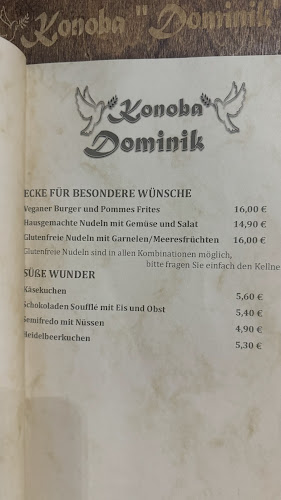 Konoba "Dominik"
Konoba
Dominik
ECKE FÜR BESONDERE WÜNSCHE
Veganer Burger und Pommes Frites 16,00 €
Hausgemachte Nudeln mit Gemüse und Salat 14,90 €
Glutenfreie Nudeln mit Garnelen/Meeresfrüchten 16,00 €
Glutenfreie Nudeln sind in allen Kombinationen möglich,
bitte fragen Sie einfach den Kellne
SÜßE WUNDER
Käsekuchen 5,60 €
Schokoladen Soufflé mit Eis und Obst 5,40 €
Semifredo mit Nüssen 4,90 €
Heidelbeerkuchen 5,30 €